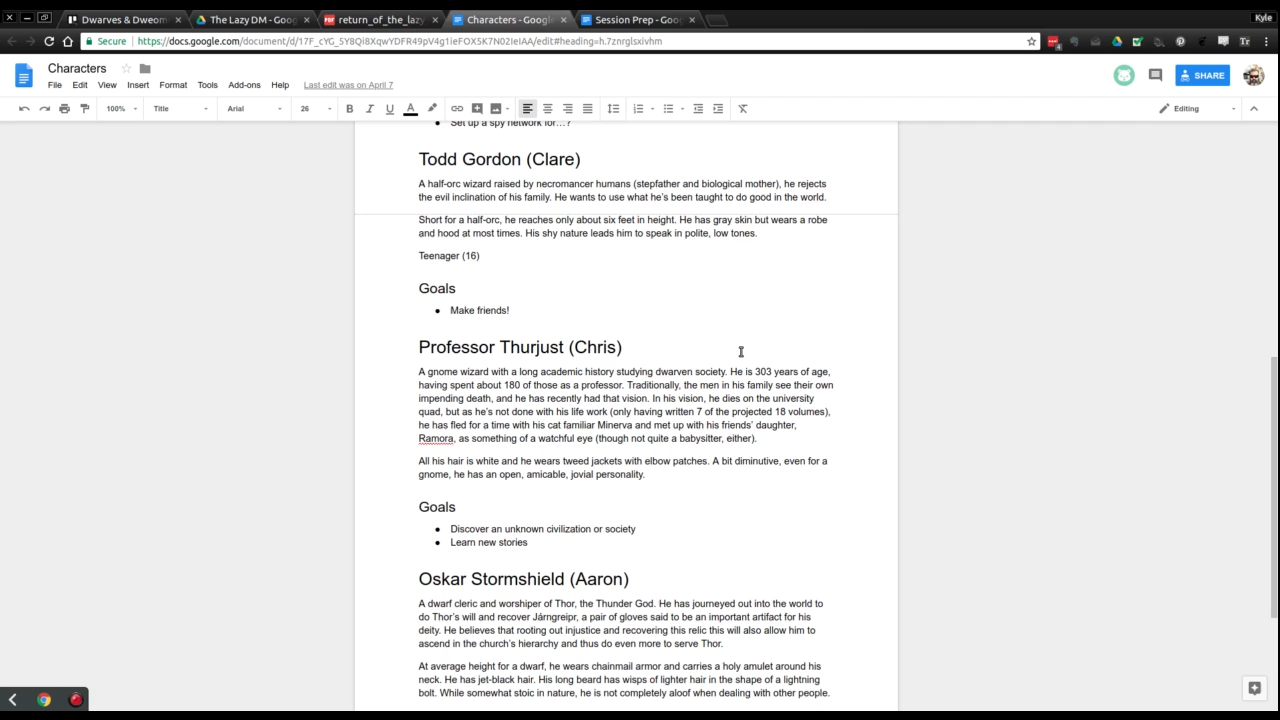 Kyle
Dwarves & Dweom
The Lazy DM - Goo
return_of_the_lazy
Characters - Google
Session Prep - Goo
Secure
https://docs.google.com/document/d/17F_cYG_5Y8Qi8XqwYDFR49pV4g1ieFOX5K7N02IeIAA/edit#heading=h.7znrglsxivhm
Characters
File Edit View Insert Format Tools Add-ons Help Last edit was on April 7
SHARE
100% Title Arial 26 B I U A Editing
Set up a spy network for…?
Todd Gordon (Clare)
A half-orc wizard raised by necromancer humans (stepfather and biological mother), he rejects
the evil inclination of his family. He wants to use what he's been taught to do good in the world.
Short for a half-orc, he reaches only about six feet in height. He has gray skin but wears a robe
and hood at most times. His shy nature leads him to speak in polite, low tones.
Teenager (16)
Goals
● Make friends!
Professor Thurjust (Chris)
A gnome wizard with a long academic history studying dwarven society. He is 303 years of age,
having spent about 180 of those as a professor. Traditionally, the men in his family see their own
impending death, and he has recently had that vision. In his vision, he dies on the university
quad, but as he's not done with his life work (only having written 7 of the projected 18 volumes),
he has fled for a time with his cat familiar Minerva and met up with his friends' daughter,
Ramora, as something of a watchful eye (though not quite a babysitter, either).
All his hair is white and he wears tweed jackets with elbow patches. A bit diminutive, even for a
gnome, he has an open, amicable, jovial personality.
Goals
● Discover an unknown civilization or society
● Learn new stories
Oskar Stormshield (Aaron)
A dwarf cleric and worshiper of Thor, the Thunder God. He has journeyed out into the world to
do Thor's will and recover Járngreipr, a pair of gloves said to be an important artifact for his
deity. He believes that rooting out injustice and recovering this relic this will also allow him to
ascend in the church's hierarchy and thus do even more to serve Thor.
At average height for a dwarf, he wears chainmail armor and carries a holy amulet around his
neck. He has jet-black hair. His long beard has wisps of lighter hair in the shape of a lightning
bolt. While somewhat stoic in nature, he is not completely aloof when dealing with other people.